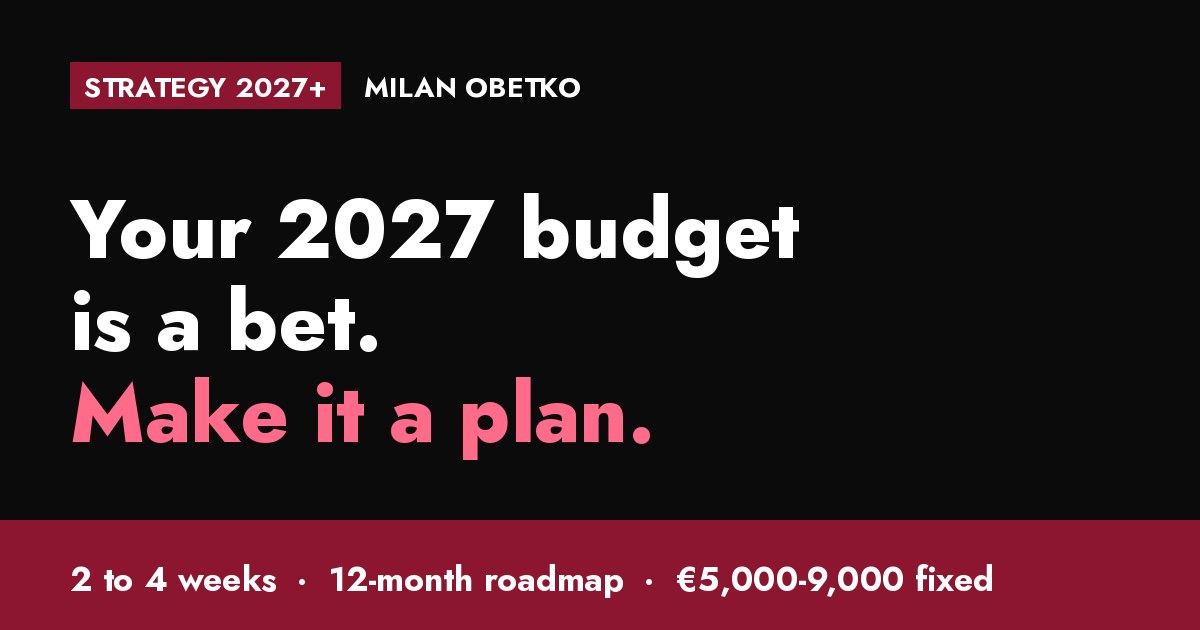 STRATEGY 2027+ MILAN OBETKO
Your 2027 budget
is a bet.
Make it a plan.
2 to 4 weeks · 12-month roadmap · €5,000-9,000 fixed